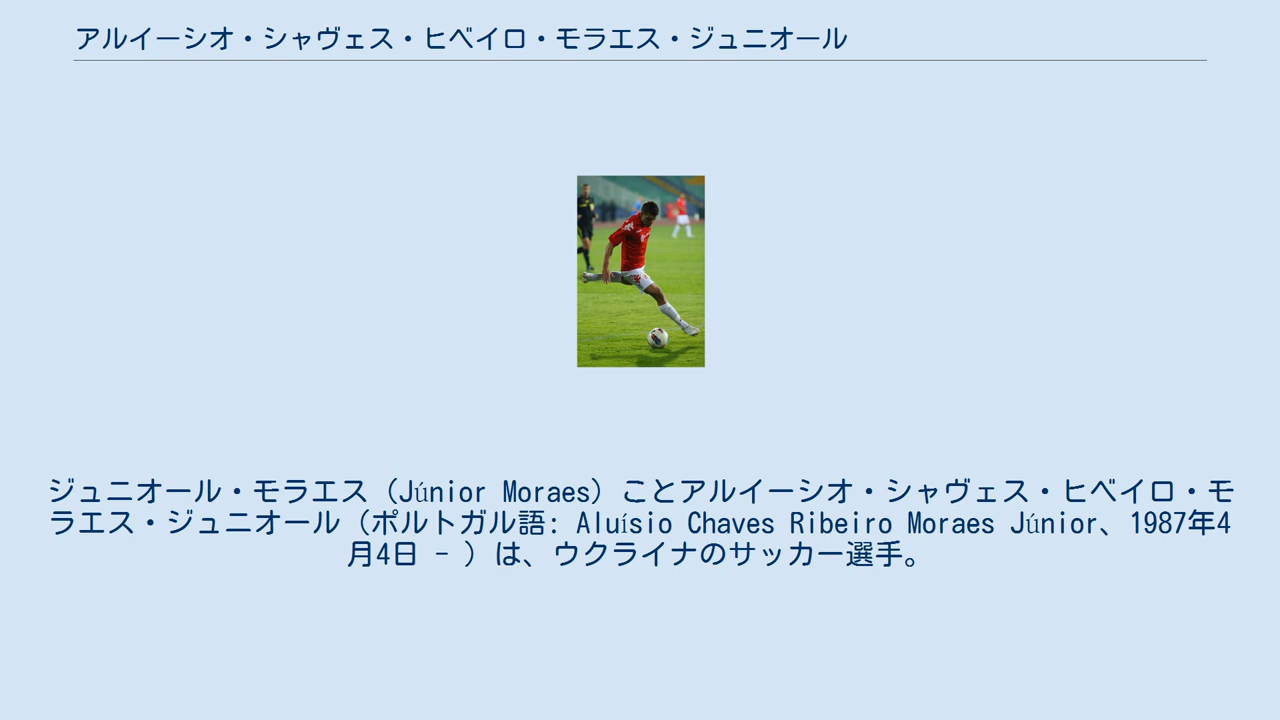 アルイーシオ・シャヴェス・ヒベイロ・モラエス・ジュニオール
ジュニオール・モラエス（Júnior Moraes）ことアルイーシオ・シャヴェス・ヒベイロ・モ
ラエス・ジュニオール（ポルトガル語: Aluísio Chaves Ribeiro Moraes Júnior、1987年4
月4日 - ）は、ウクライナのサッカー選手。